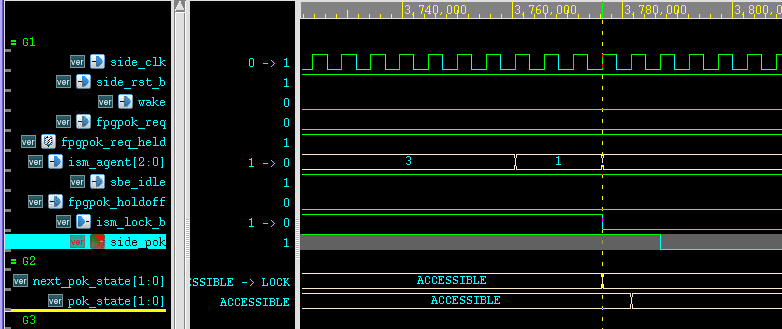 3,740,000 3,760,000 3,780,000 3,800,0
= G1
ver side_clk 0 -> 1
ver side_rst_b 1
ver wake 0
ver fpgpok_req 0
ver fpgpok_req_held 1
ver ism_agent[2:0] 1 -> 0 3 1
ver sbe_idle 1
ver fpgpok_holdoff 0
ver ism_lock_b 1 -> 0
ver side_pok 1
= G2
ver next_pok_state[1:0] ESSIBLE -> LOCK ACCESSIBLE
ver pok_state[1:0] ACCESSIBLE ACCESSIBLE
G3